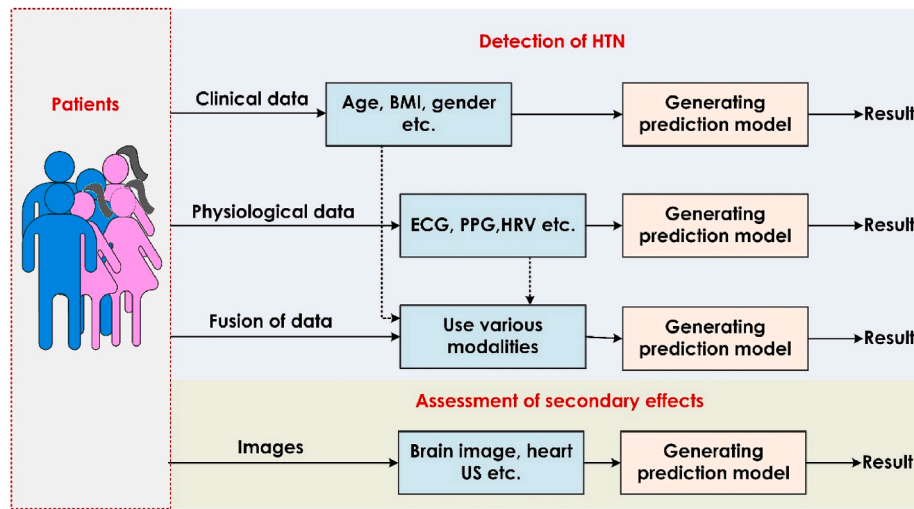 Detection of HTN
Patients
Clinical data
Age, BMI, gender
etc.
Generating
prediction model
Result
Physiological data
ECG, PPG,HRV etc.
Generating
prediction model
Result
Fusion of data
Use various
modalities
Generating
prediction model
Result
Assessment of secondary effects
Images
Brain image, heart
US etc.
Generating
prediction model
Result